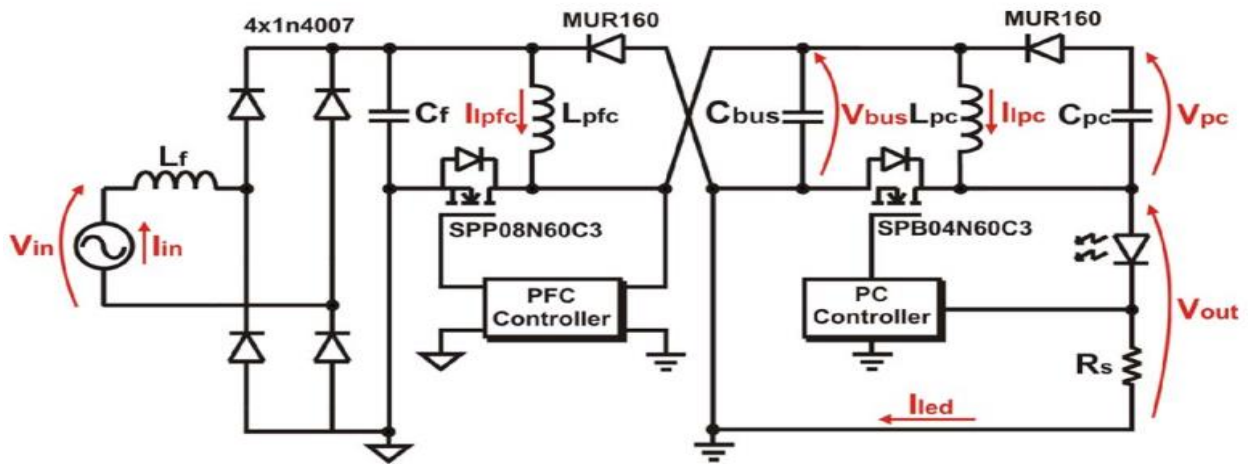 4x1n4007
MUR160
MUR160
Cf
Ilpfc
Lpfc
Cbus
Vbus
Lpc
Ilpc
Cpc
Vpc
Lf
Vin
Iin
SPP08N60C3
SPB04N60C3
PFC
Controller
PC
Controller
Vout
Rs
Iled